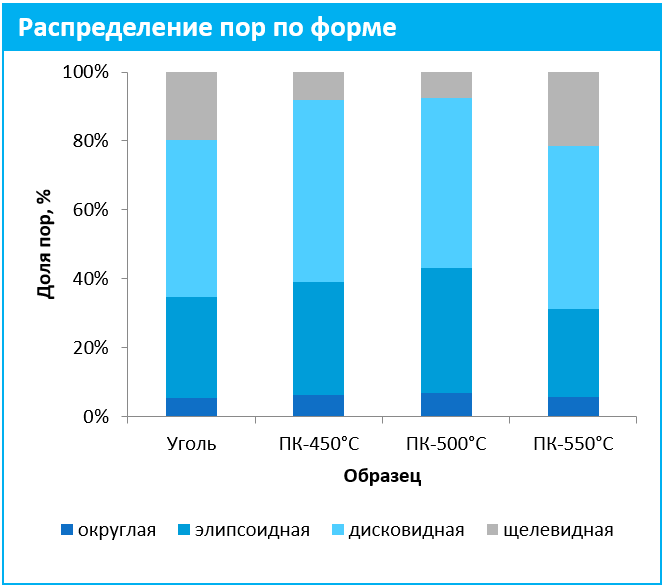 Распределение пор по форме
100%
80%
60%
40%
20%
0%
Доля пор, %
Уголь ПК-450°С ПК-500°С ПК-550°С
Образец
округлая элипсоидная дисковидная щелевидная